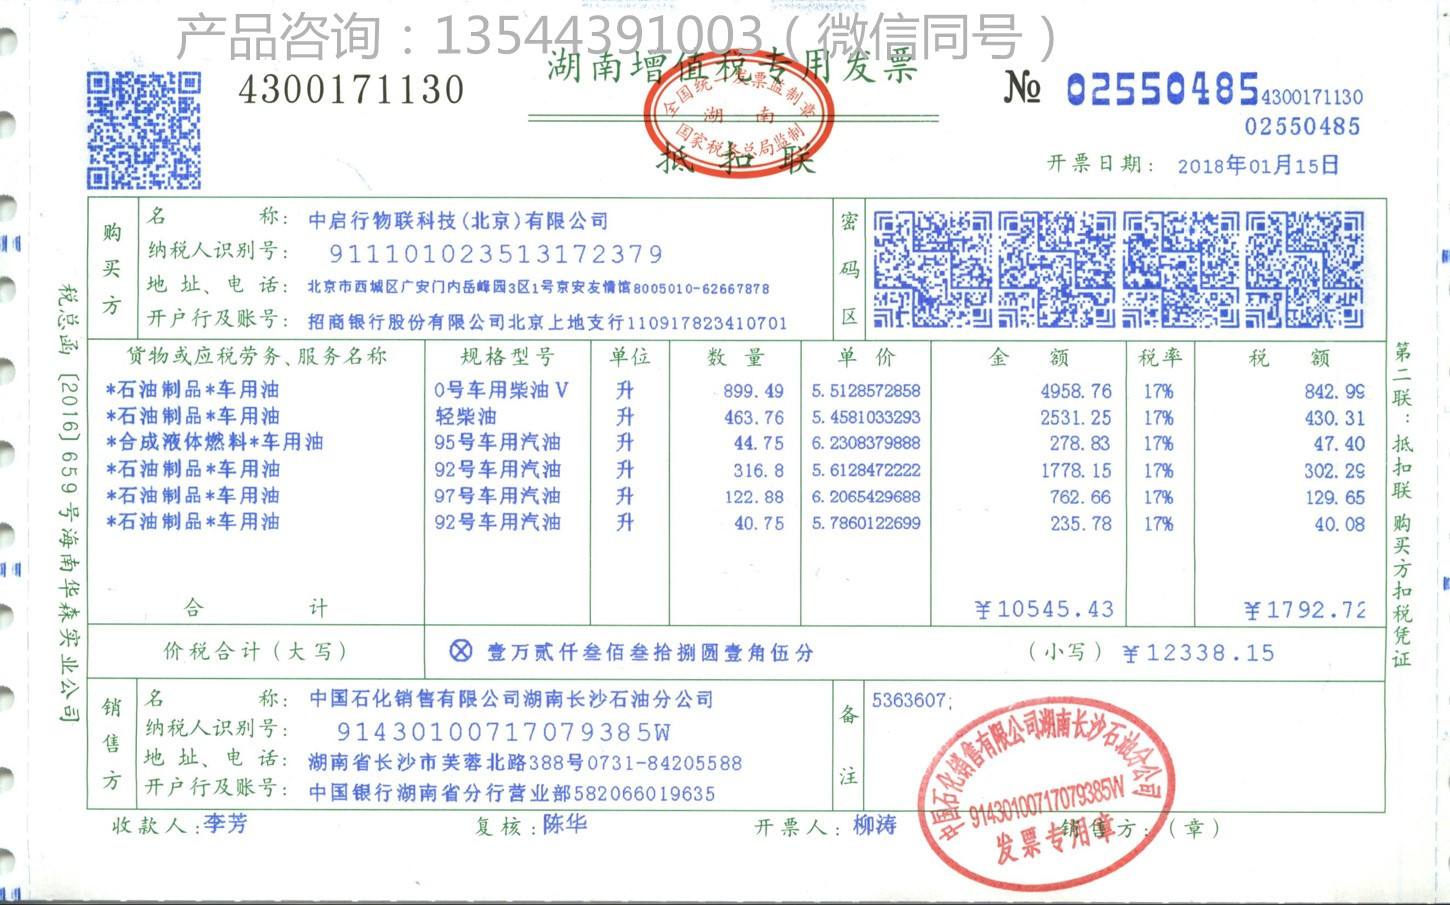 产品咨询：13544391003（微信同号）
湖南增值税专用发票
4300171130
№ 02550485
4300171130
02550485
全国统一发票监制章
湖南
国家税务总局监制
抵扣联
开票日期： 2018年01月15日
购买方
名称： 中启行物联科技(北京)有限公司
纳税人识别号： 911101023513172379
地址、电话： 北京市西城区广安门内岳峰园3区1号京安友情馆8005010-62667878
开户行及账号： 招商银行股份有限公司北京上地支行110917823410701
密码区
货物或应税劳务、服务名称 规格型号 单位 数量 单价 金额 税率 税额
*石油制品*车用油 0号车用柴油Ⅴ 升 899.49 5.5128572858 4958.76 17% 842.99
*石油制品*车用油 轻柴油 升 463.76 5.4581033293 2531.25 17% 430.31
*合成液体燃料*车用油 95号车用汽油 升 44.75 6.2308379888 278.83 17% 47.40
*石油制品*车用油 92号车用汽油 升 316.8 5.6128472222 1778.15 17% 302.29
*石油制品*车用油 97号车用汽油 升 122.88 6.2065429688 762.66 17% 129.65
*石油制品*车用油 92号车用汽油 升 40.75 5.7860122699 235.78 17% 40.08
合计 ￥10545.43 ￥1792.72
价税合计（大写） ⊗ 壹万贰仟叁佰叁拾捌圆壹角伍分 （小写）￥12338.15
销售方
名称： 中国石化销售有限公司湖南长沙石油分公司
纳税人识别号： 91430100717079385W
地址、电话： 湖南省长沙市芙蓉北路388号0731-84205588
开户行及账号： 中国银行湖南省分行营业部582066019635
备注
5363607;
收款人：李芳 复核：陈华 开票人：柳涛 销售方：（章）
中国石化销售有限公司湖南长沙石油分公司
91430100717079385W
发票专用章
税总函［2016］659号海南华森实业公司
第二联：抵扣联 购买方扣税凭证